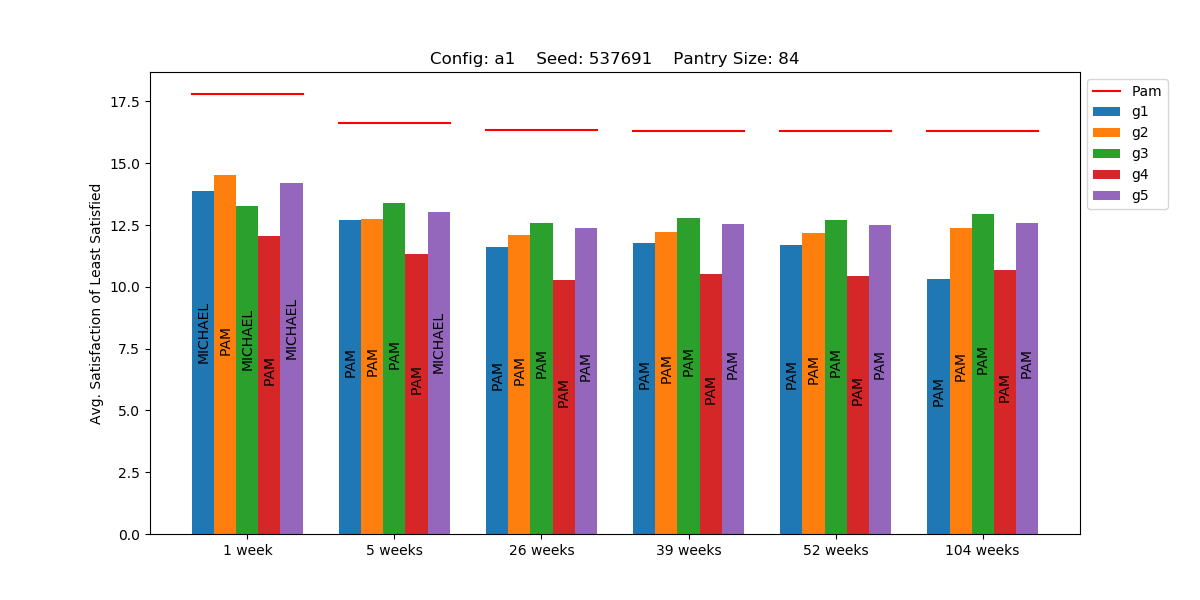 Config: a1    Seed: 537691    Pantry Size: 84
Avg. Satisfaction of Least Satisfied
17.5
15.0
12.5
10.0
7.5
5.0
2.5
0.0
MICHAEL PAM MICHAEL PAM MICHAEL
PAM PAM PAM PAM MICHAEL
PAM PAM PAM PAM PAM
PAM PAM PAM PAM PAM
PAM PAM PAM PAM PAM
PAM PAM PAM PAM PAM
1 week 5 weeks 26 weeks 39 weeks 52 weeks 104 weeks
Pam
g1
g2
g3
g4
g5